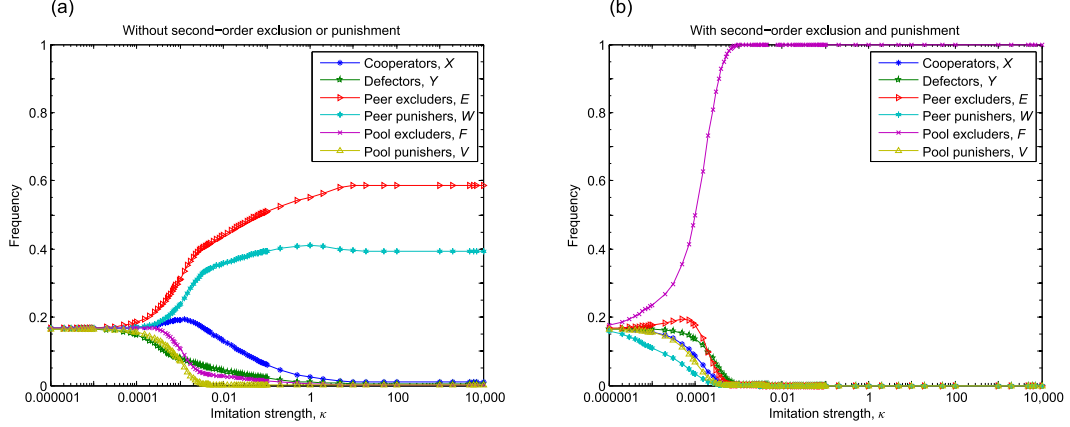 (a)
Without second−order exclusion or punishment
1
0.8
0.6
0.4
0.2
0
Frequency
Cooperators, X
Defectors, Y
Peer excluders, E
Peer punishers, W
Pool excluders, F
Pool punishers, V
0.000001 0.0001 0.01 1 100 10,000
Imitation strength, κ
(b)
With second−order exclusion and punishment
1
0.8
0.6
0.4
0.2
0
Frequency
Cooperators, X
Defectors, Y
Peer excluders, E
Peer punishers, W
Pool excluders, F
Pool punishers, V
0.000001 0.0001 0.01 1 100 10,000
Imitation strength, κ